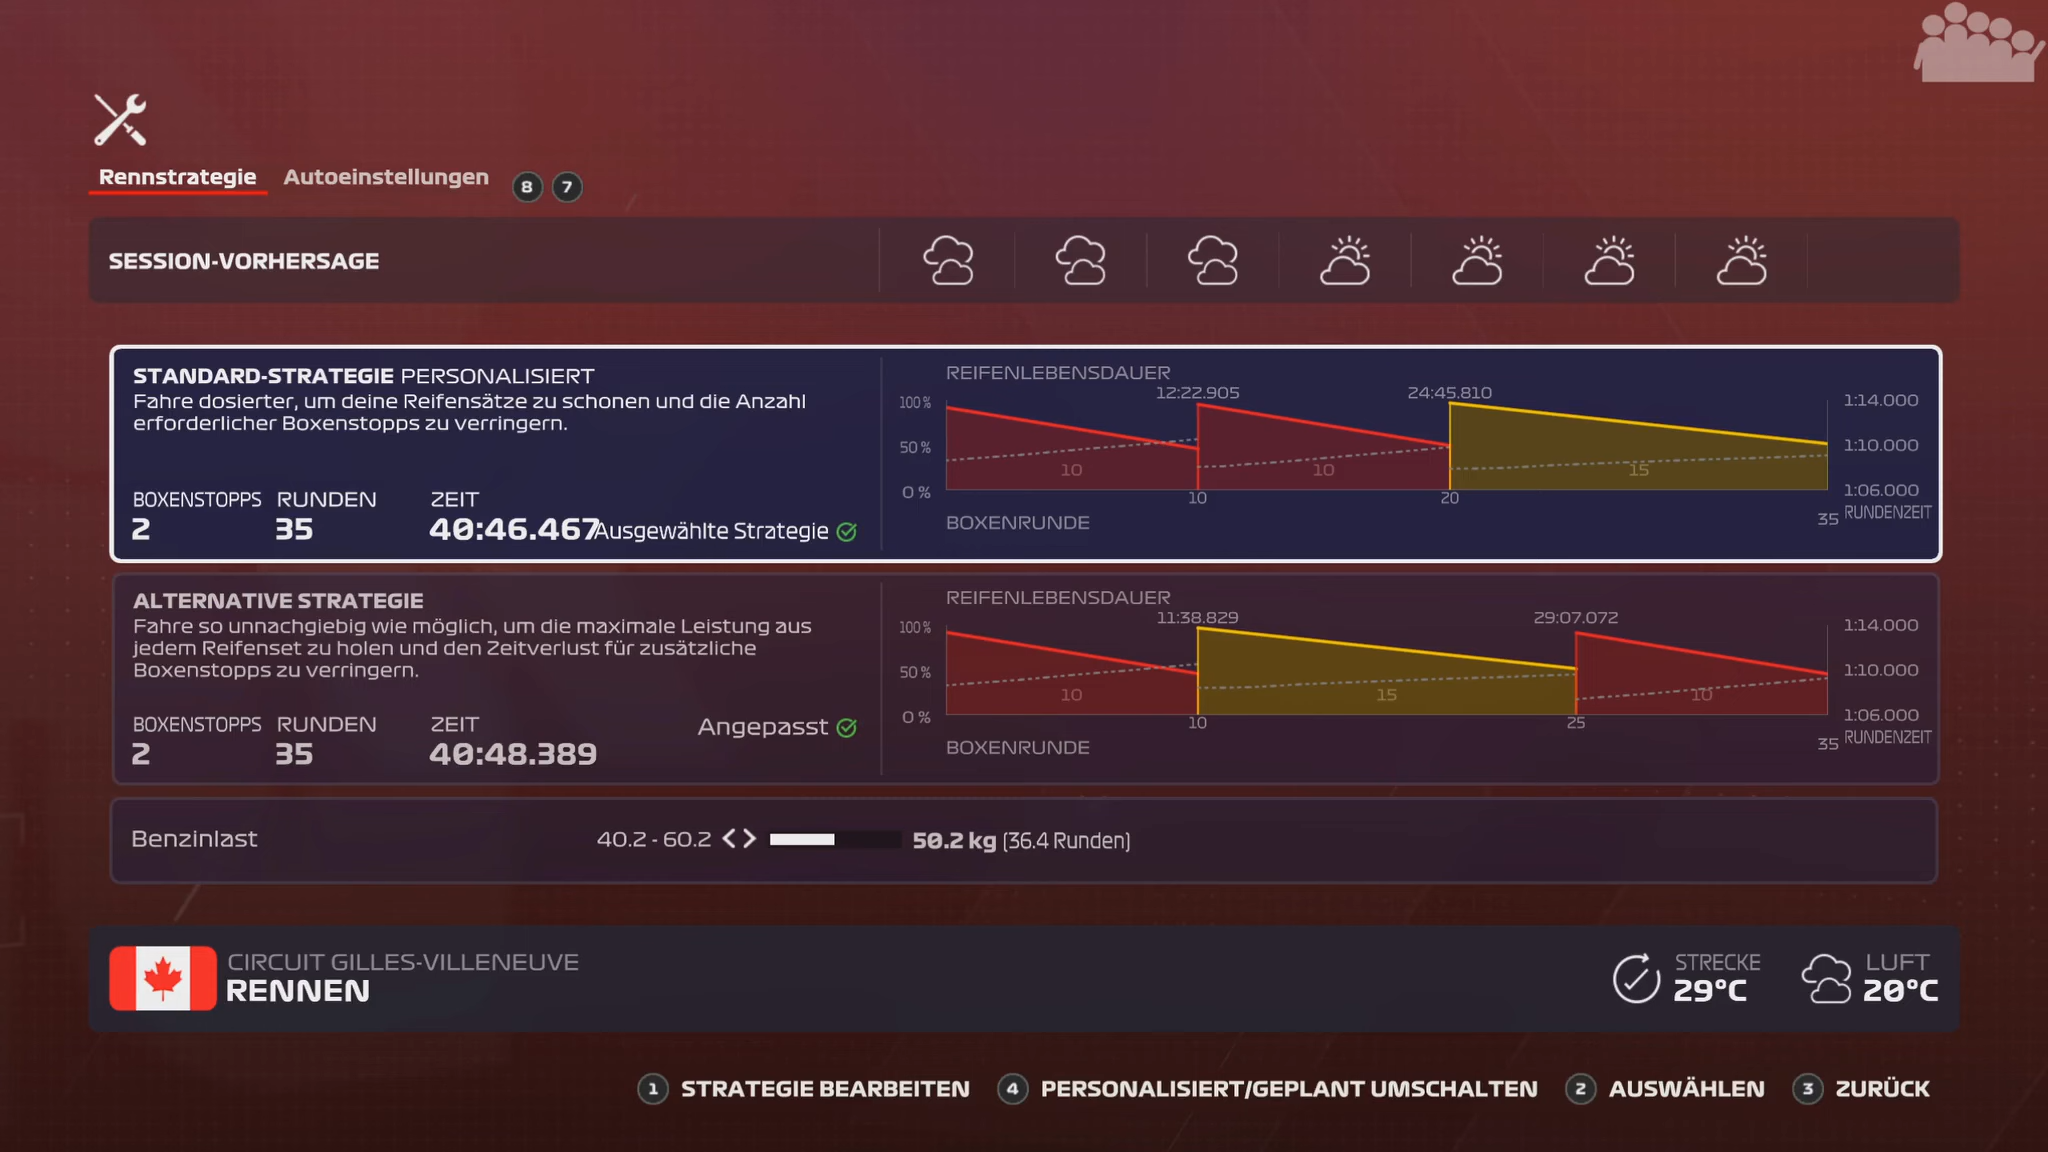 Rennstrategie Autoeinstellungen 8 7
SESSION-VORHERSAGE
STANDARD-STRATEGIE PERSONALISIERT
Fahre dosierter, um deine Reifensätze zu schonen und die Anzahl
erforderlicher Boxenstopps zu verringern.
BOXENSTOPPS RUNDEN ZEIT
2 35 40:46.467 Ausgewählte Strategie
REIFENLEBENSDAUER
12:22.905 24:45.810
100% 1:14.000
50% 1:10.000
10 10 15
0% 1:06.000
10 20 35 RUNDENZEIT
BOXENRUNDE
ALTERNATIVE STRATEGIE
Fahre so unnachgiebig wie möglich, um die maximale Leistung aus
jedem Reifenset zu holen und den Zeitverlust für zusätzliche
Boxenstopps zu verringern.
BOXENSTOPPS RUNDEN ZEIT
2 35 40:48.389 Angepasst
REIFENLEBENSDAUER
11:38.829 29:07.072
100% 1:14.000
50% 1:10.000
10 15 10
0% 1:06.000
10 25 35 RUNDENZEIT
BOXENRUNDE
Benzinlast 40.2 - 60.2 50.2 kg (36.4 Runden)
CIRCUIT GILLES-VILLENEUVE
RENNEN
STRECKE
29°C
LUFT
20°C
1 STRATEGIE BEARBEITEN 4 PERSONALISIERT/GEPLANT UMSCHALTEN 2 AUSWÄHLEN 3 ZURÜCK